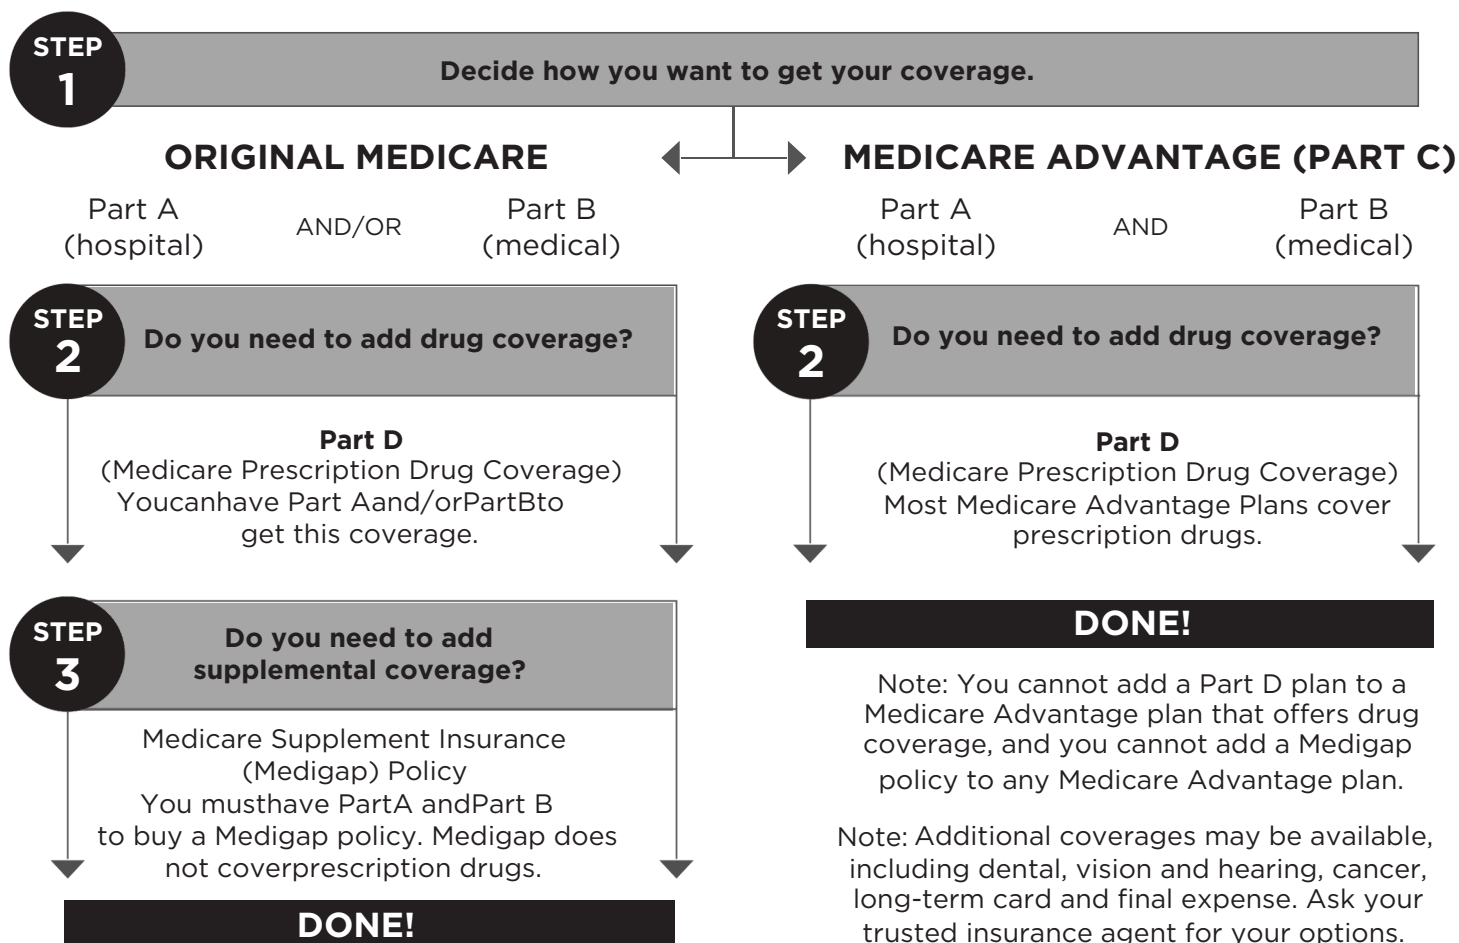 STEP
1
Decide how you want to get your coverage.
ORIGINAL MEDICARE
Part A
(hospital)
AND/OR
Part B
(medical)
STEP
2
Do you need to add drug coverage?
Part D
(Medicare Prescription Drug Coverage)
Youcanhave Part Aand/orPartBto
get this coverage.
STEP
3
Do you need to add
supplemental coverage?
Medicare Supplement Insurance
(Medigap) Policy
You musthave PartA andPart B
to buy a Medigap policy. Medigap does
not coverprescription drugs.
DONE!
MEDICARE ADVANTAGE (PART C)
Part A
(hospital)
AND
Part B
(medical)
STEP
2
Do you need to add drug coverage?
Part D
(Medicare Prescription Drug Coverage)
Most Medicare Advantage Plans cover
prescription drugs.
DONE!
Note: You cannot add a Part D plan to a
Medicare Advantage plan that offers drug
coverage, and you cannot add a Medigap
policy to any Medicare Advantage plan.
Note: Additional coverages may be available,
including dental, vision and hearing, cancer,
long-term card and final expense. Ask your
trusted insurance agent for your options.